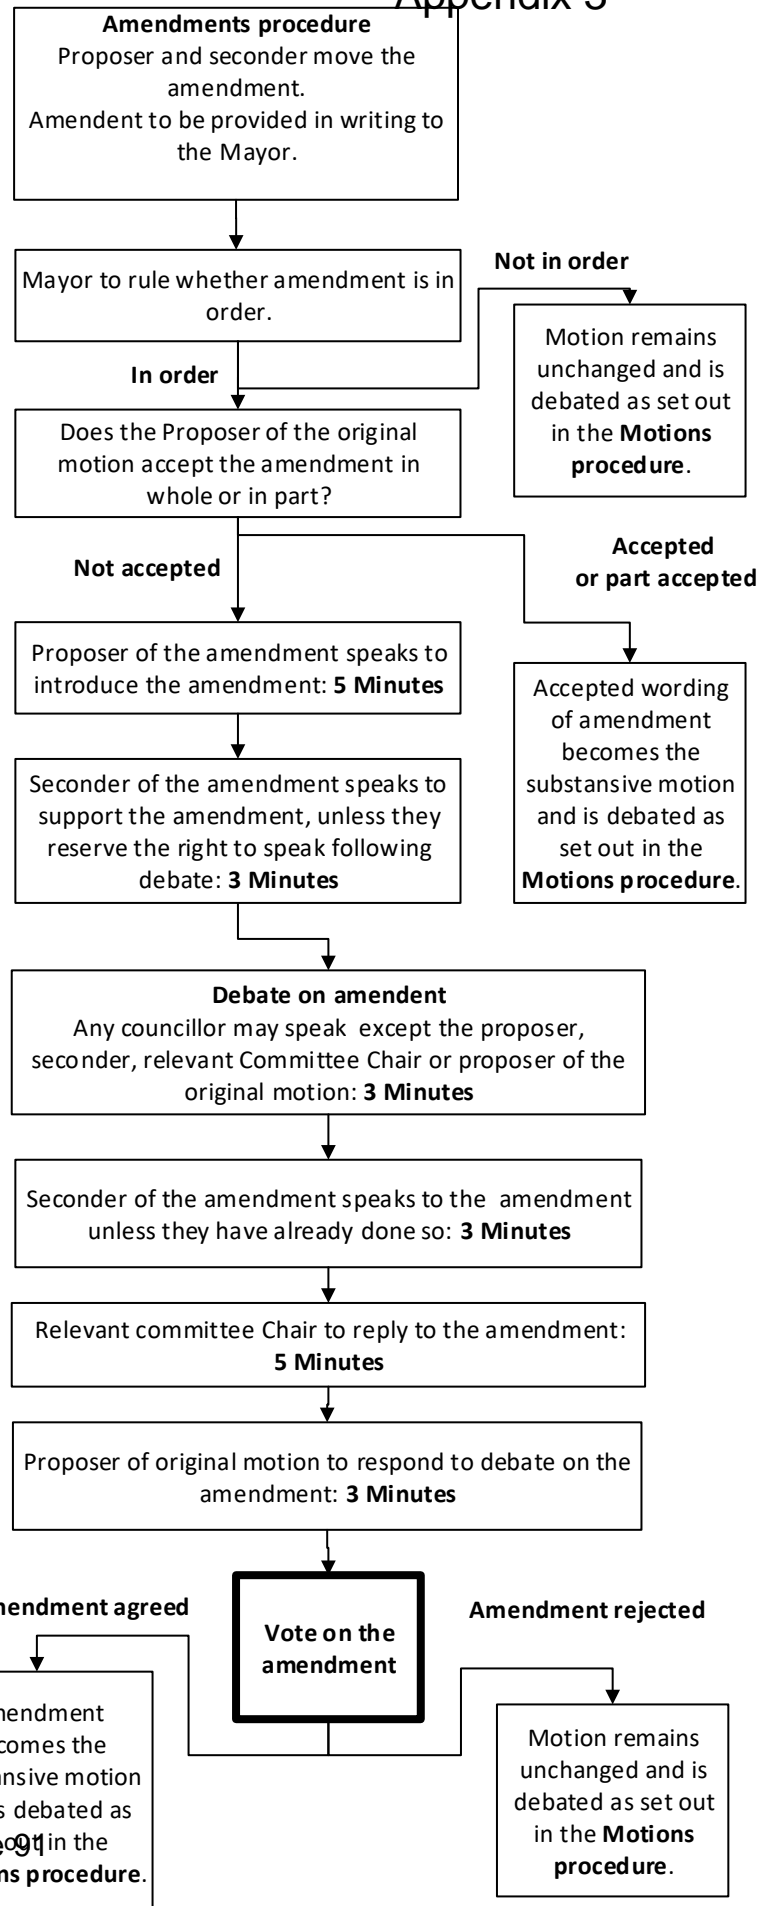 Appendix 3
Amendments procedure
Proposer and seconder move the
amendment.
Amendent to be provided in writing to
the Mayor.
Mayor to rule whether amendment is in
order.
Not in order
Motion remains
unchanged and is
debated as set out
in the Motions
procedure.
In order
Does the Proposer of the original
motion accept the amendment in
whole or in part?
Not accepted
Accepted
or part accepted
Proposer of the amendment speaks to
introduce the amendment: 5 Minutes
Accepted wording
of amendment
becomes the
substansive motion
and is debated as
set out in the
Motions procedure.
Seconder of the amendment speaks to
support the amendment, unless they
reserve the right to speak following
debate: 3 Minutes
Debate on amendent
Any councillor may speak except the proposer,
seconder, relevant Committee Chair or proposer of the
original motion: 3 Minutes
Seconder of the amendment speaks to the amendment
unless they have already done so: 3 Minutes
Relevant committee Chair to reply to the amendment:
5 Minutes
Proposer of original motion to respond to debate on the
amendment: 3 Minutes
Vote on the
amendment
mendment agreed
Amendment rejected
mendment
comes the
ansive motion
s debated as
out in the
ns procedure.
e 91
Motion remains
unchanged and is
debated as set out
in the Motions
procedure.